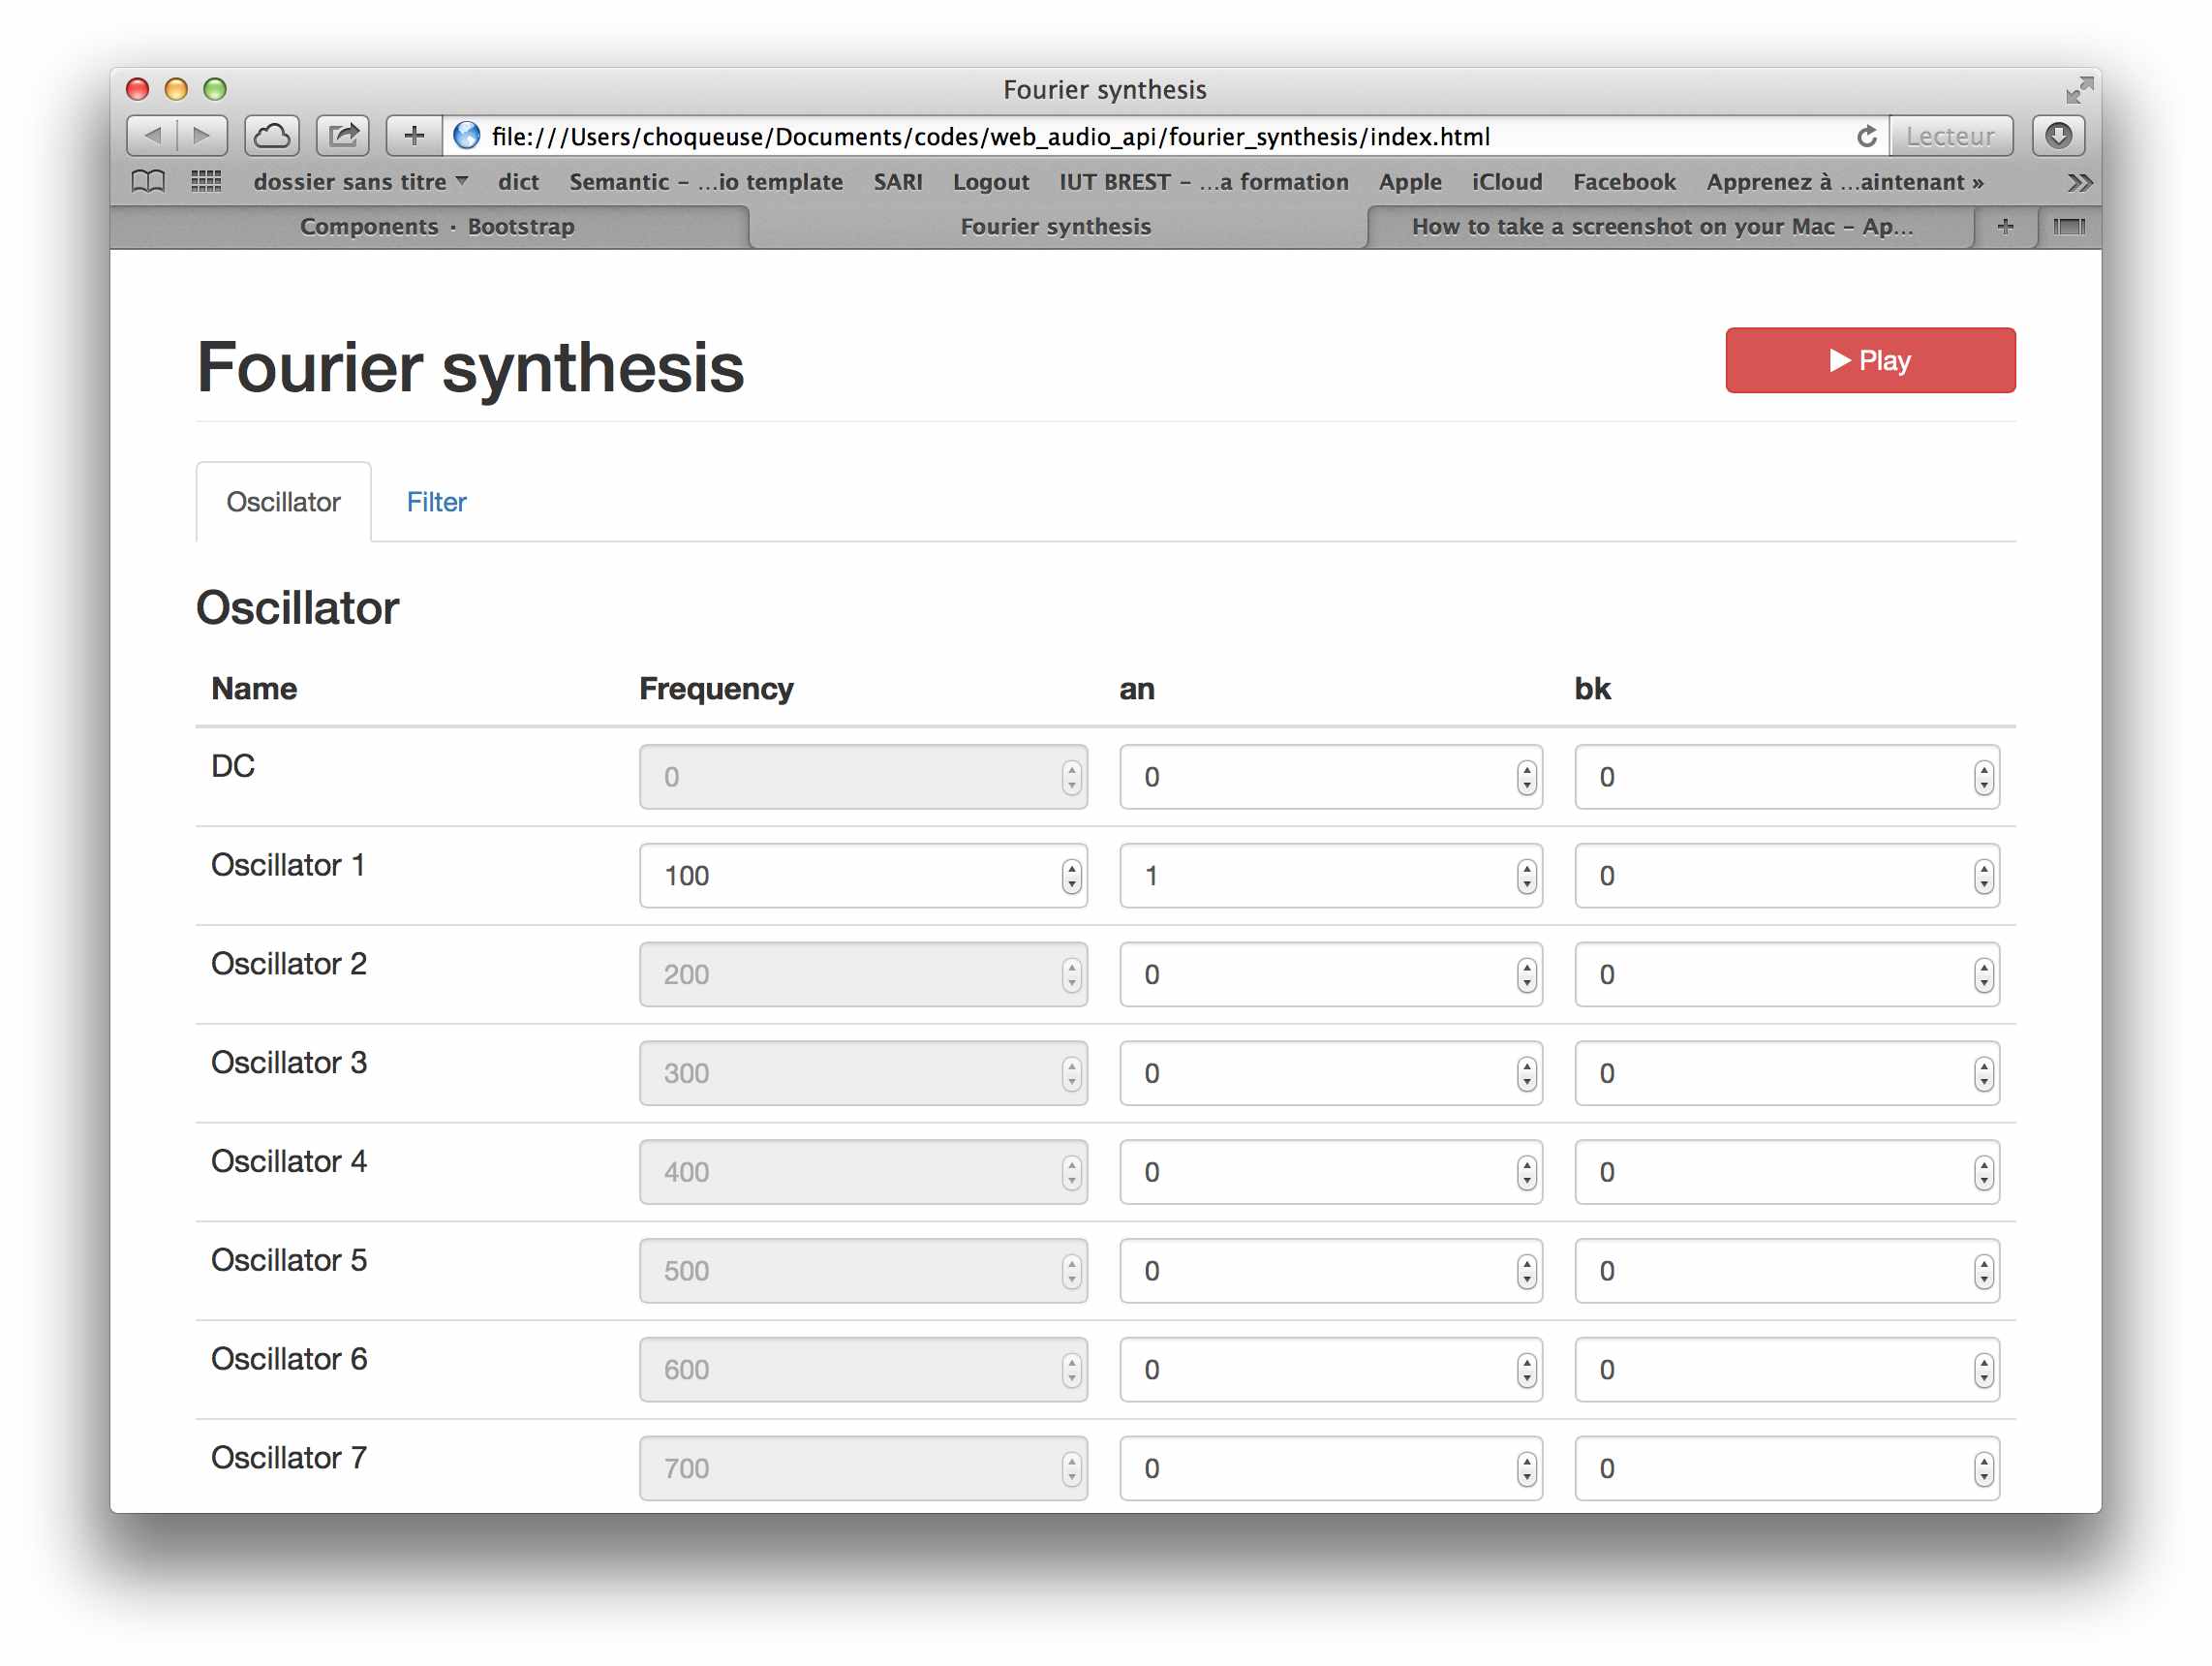 Fourier synthesis
file:///Users/choqueuse/Documents/codes/web_audio_api/fourier_synthesis/index.html Lecteur
dossier sans titre dict Semantic – ...io template SARI Logout IUT BREST – ...a formation Apple iCloud Facebook Apprenez à ...aintenant »
Components · Bootstrap Fourier synthesis How to take a screenshot on your Mac – Ap...
Fourier synthesis Play
Oscillator Filter
Oscillator
Name Frequency an bk
DC 0 0 0
Oscillator 1 100 1 0
Oscillator 2 200 0 0
Oscillator 3 300 0 0
Oscillator 4 400 0 0
Oscillator 5 500 0 0
Oscillator 6 600 0 0
Oscillator 7 700 0 0